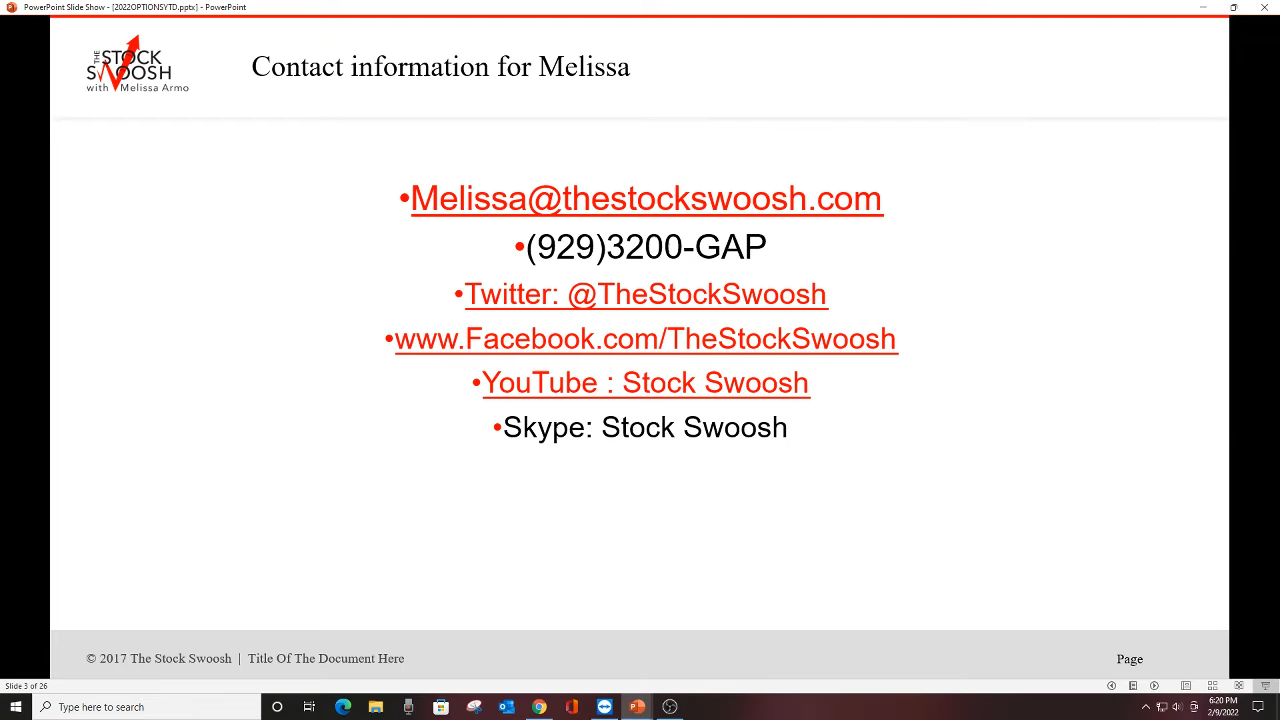 PowerPoint Slide Show - [2022OPTIONSYTD.pptx] - PowerPoint
THE STOCK
SWOOSH
with Melissa Armo
Contact information for Melissa
•Melissa@thestockswoosh.com
•(929)3200-GAP
•Twitter: @TheStockSwoosh
•www.Facebook.com/TheStockSwoosh
•YouTube : Stock Swoosh
•Skype: Stock Swoosh
© 2017 The Stock Swoosh | Title Of The Document Here
Page
Slide 3 of 26
Type here to search
6:20 PM
2/9/2022